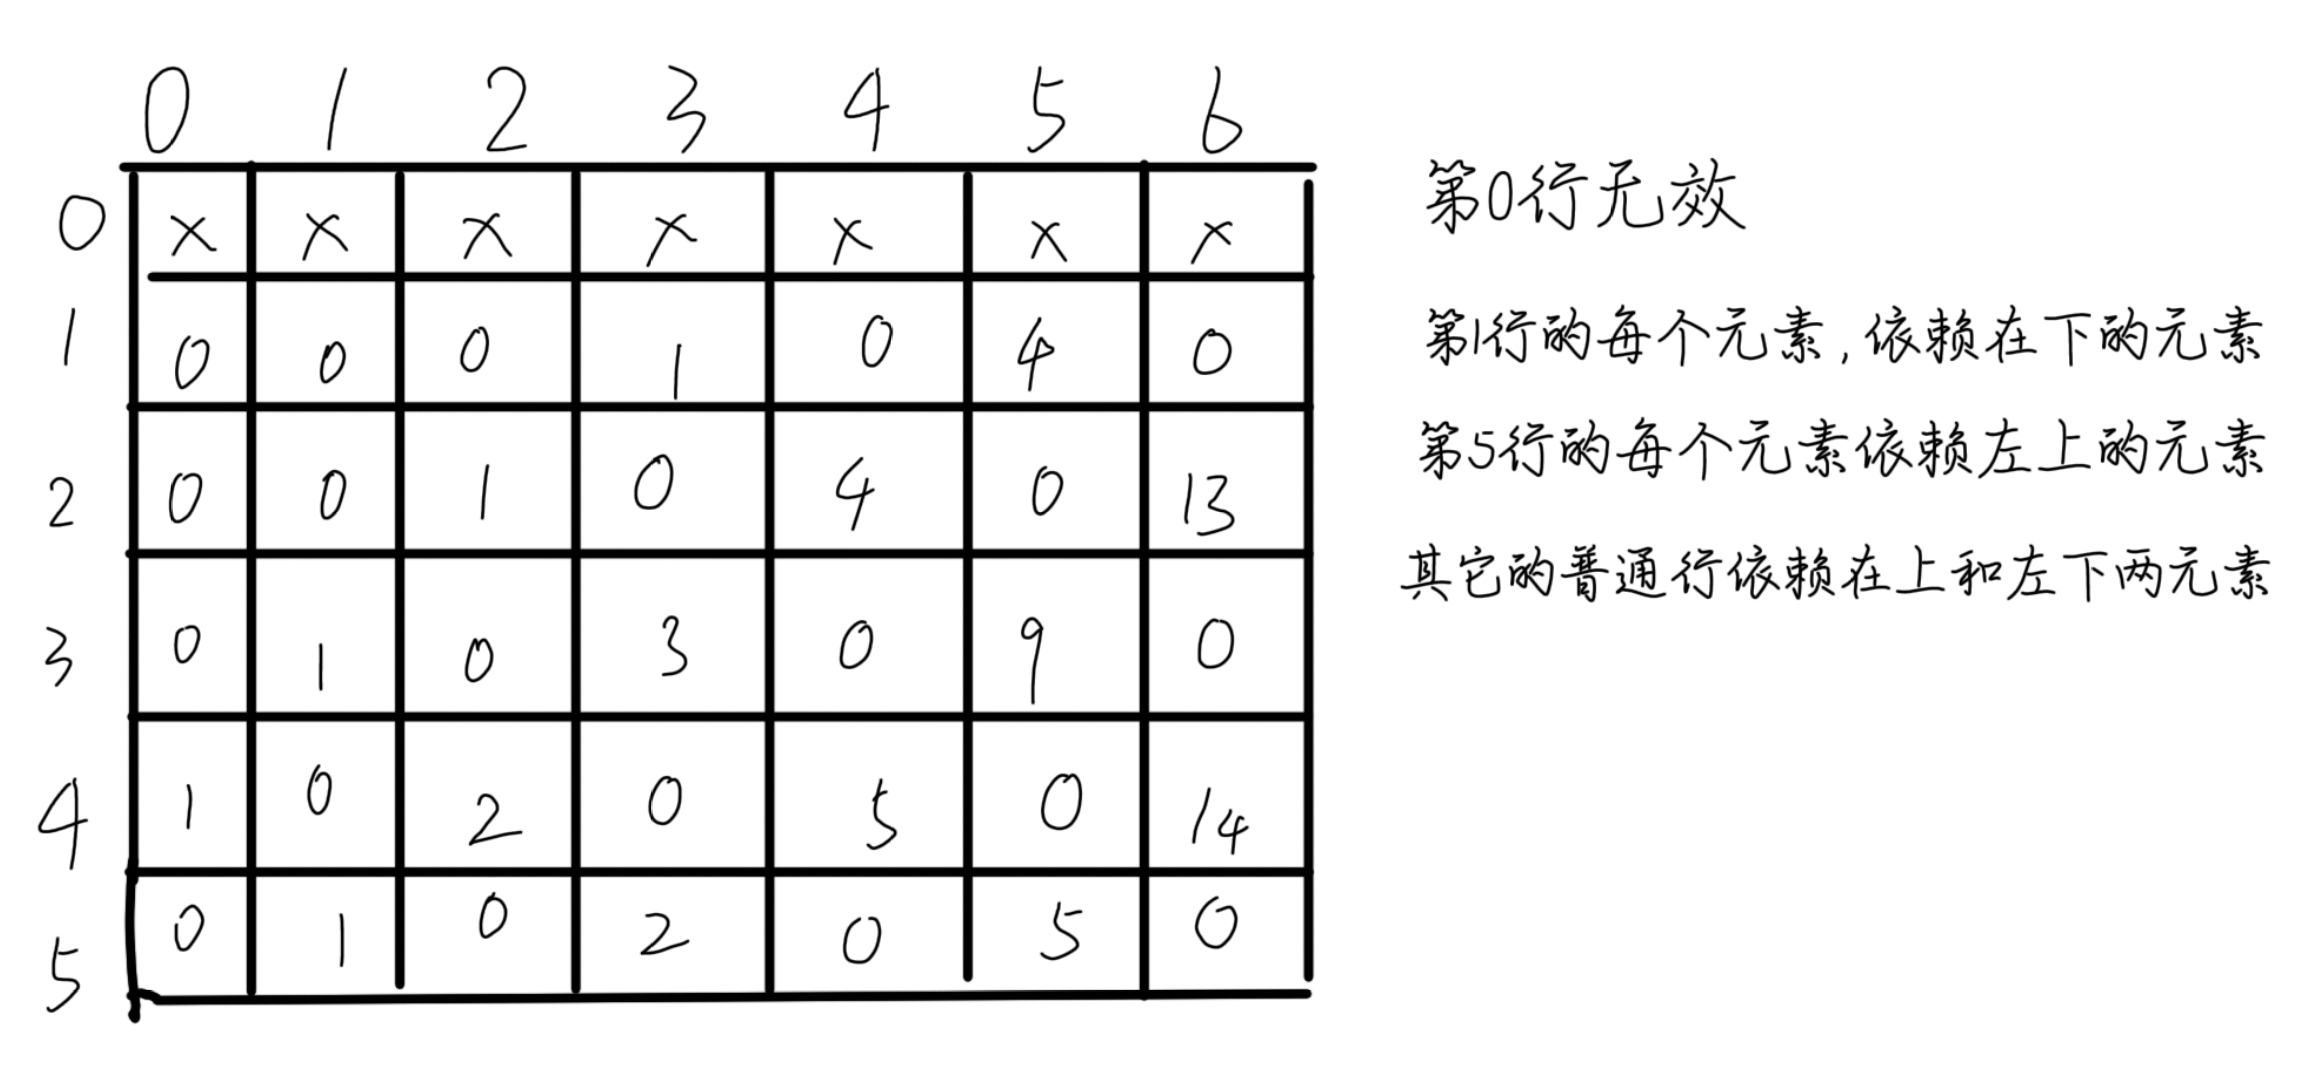 0 1 2 3 4 5 6
0 x x x x x x x
第0行无效
1 0 0 0 1 0 4 0
第1行的每个元素,依赖在下的元素
2 0 0 1 0 4 0 13
第5行的每个元素依赖左上的元素
3 0 1 0 3 0 9 0
其它的普通行依赖在上和左下两元素
4 1 0 2 0 5 0 14
5 0 1 0 2 0 5 0